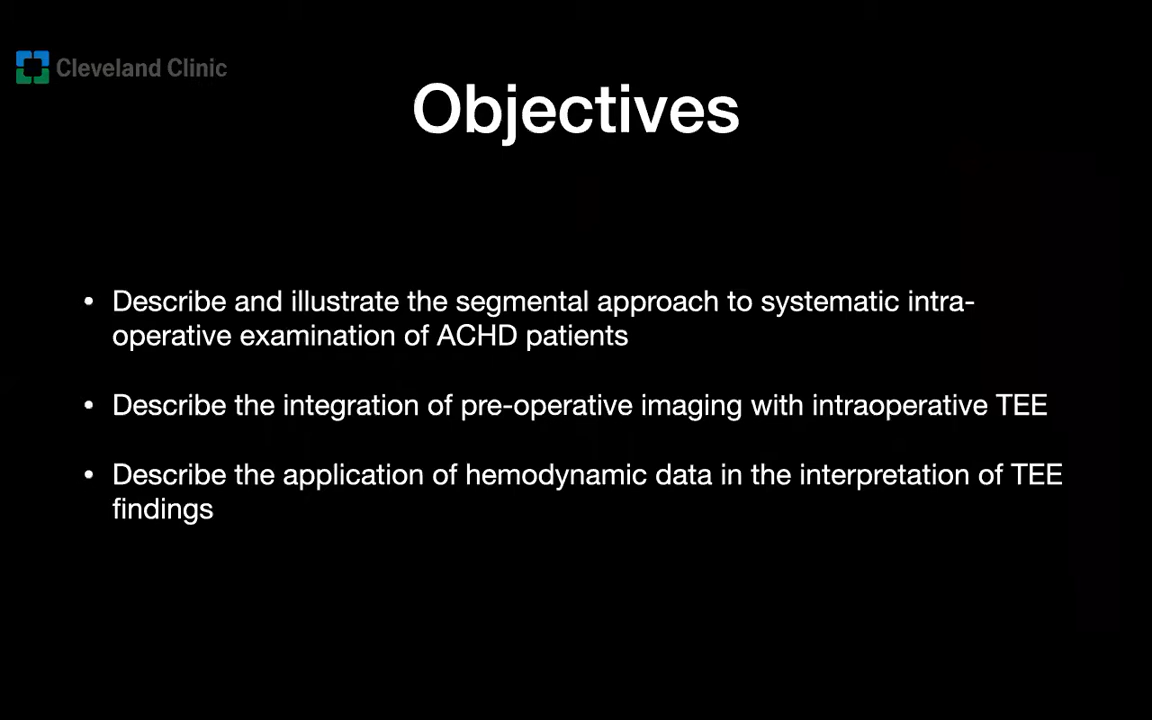 Cleveland Clinic
Objectives
• Describe and illustrate the segmental approach to systematic intra-
operative examination of ACHD patients
• Describe the integration of pre-operative imaging with intraoperative TEE
• Describe the application of hemodynamic data in the interpretation of TEE
findings